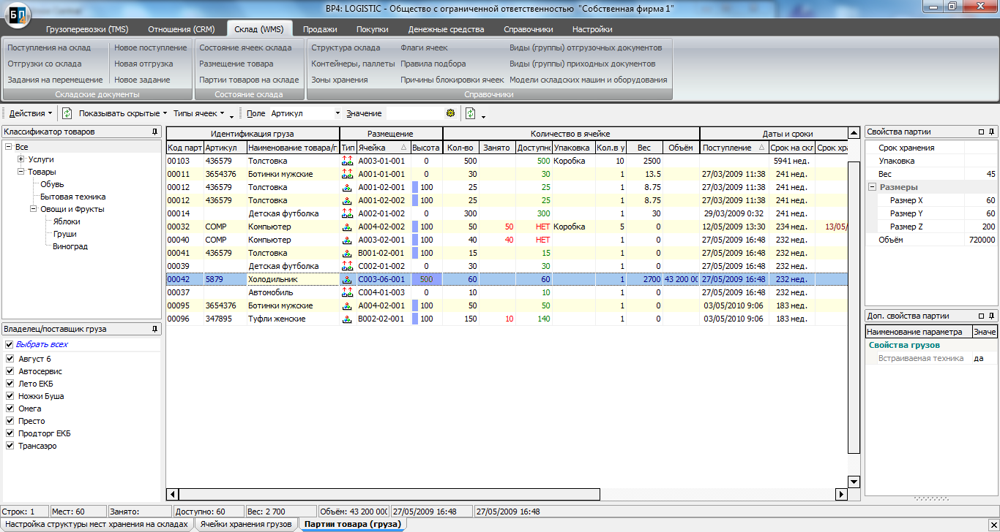 БП 4
BP4: LOGISTIC - Общество с ограниченной ответственностью "Собственная фирма 1"
Грузоперевозки (TMS) Отношения (CRM) Склад (WMS) Продажи Покупки Денежные средства Справочники Настройки
Поступления на склад Новое поступление Состояние ячеек склада Структура склада Флаги ячеек Виды (группы) отгрузочных документов
Отгрузки со склада Новая отгрузка Размещение товара Контейнеры, паллеты Правила подбора Виды (группы) приходных документов
Задания на перемещение Новое задание Партии товаров на складе Зоны хранения Причины блокировки ячеек Модели складских машин и оборудования
Складские документы Состояние склада Справочники
Действия Показывать скрытые Типы ячеек Поле Артикул Значение
Классификатор товаров
Все
Услуги
Товары
Обувь
Бытовая техника
Овощи и Фрукты
Яблоки
Груши
Виноград
Владелец/поставщик груза
Выбрать всех
Август 6
Автосервис
Лето ЕКБ
Ножки Буша
Омега
Престо
Продторг ЕКБ
Трансаэро
Идентификация груза Размещение Количество в ячейке Даты и сроки
Код парт Артикул Наименование товара/г Тип Ячейка Высота Кол-во Занято Доступно Упаковка Кол.в у Вес Объём Поступление Срок на скл Срок хра
00103 436579 Толстовка A003-01-001 0 500 500 Коробка 10 2500 5941 нед.
00011 3654376 Ботинки мужские A001-01-001 0 30 30 1 13.5 27/03/2009 11:38 241 нед.
00012 436579 Толстовка A001-02-001 100 25 25 1 8.75 27/03/2009 11:38 241 нед.
00012 436579 Толстовка A001-02-002 100 25 25 1 8.75 27/03/2009 11:38 241 нед.
00014 Детская футболка A002-01-002 0 300 300 1 30 29/03/2009 0:32 241 нед.
00032 COMP Компьютер A004-02-002 100 50 50 НЕТ Коробка 5 0 12/05/2009 13:30 234 нед. 13/05/
00040 COMP Компьютер A003-02-001 100 40 40 НЕТ 1 0 27/05/2009 16:48 232 нед.
00041 436579 Толстовка B001-02-001 100 15 15 1 0 27/05/2009 16:48 232 нед.
00039 Детская футболка C002-01-002 0 30 30 1 0 27/05/2009 16:48 232 нед.
00042 5879 Холодильник C003-06-001 500 60 60 1 2700 43 200 00 27/05/2009 16:48 232 нед.
00037 Автомобиль C004-01-003 0 10 10 1 0 27/05/2009 16:48 232 нед.
00095 3654376 Ботинки мужские A004-02-001 100 50 50 1 0 03/05/2010 9:06 183 нед.
00096 347895 Туфли женские B002-02-001 100 150 10 140 1 0 03/05/2010 9:06 183 нед.
Свойства партии
Срок хранения
Упаковка
Вес 45
Размеры
Размер X 60
Размер Y 60
Размер Z 200
Объём 720000
Доп. свойства партии
Наименование параметра Значе
Свойства грузов
Встраиваемая техника да
Строк: 1 Мест: 60 Занято: Доступно: 60 Вес: 2 700 Объём: 43 200 000 27/05/2009 16:48 27/05/2009 16:48
Настройка структуры мест хранения на складах Ячейки хранения грузов Партии товара (груза)